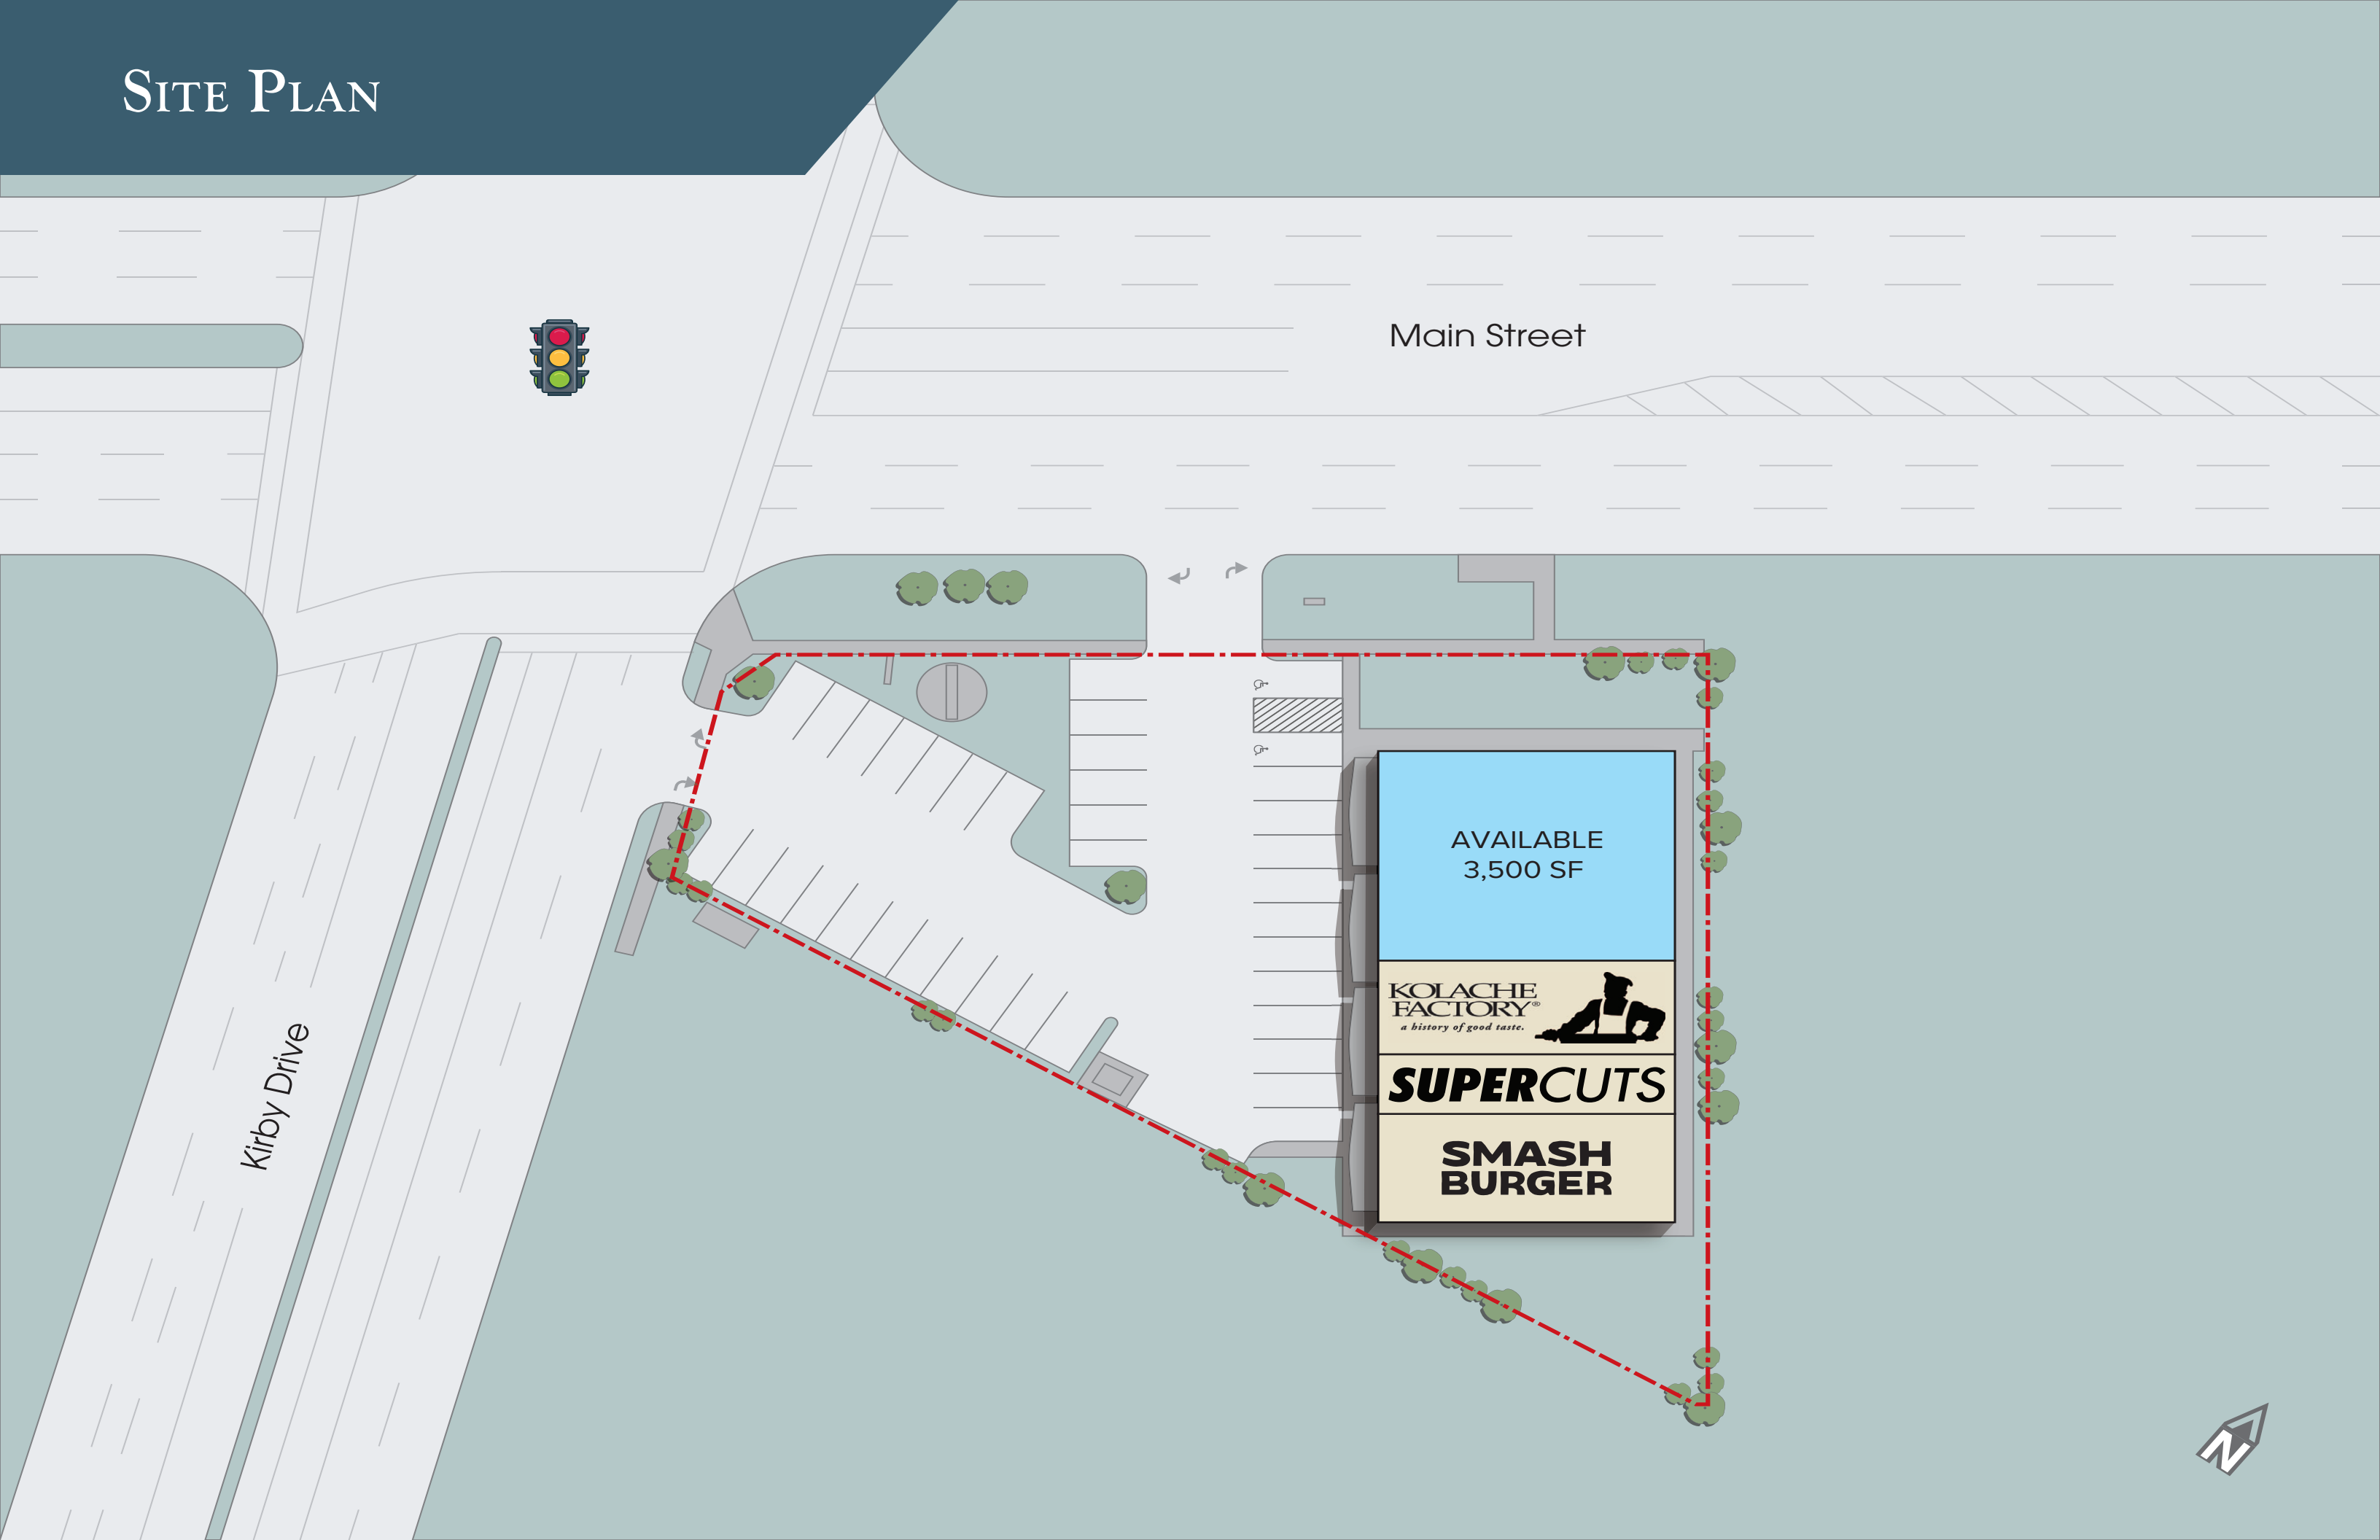 SITE PLAN
Main Street
AVAILABLE
3,500 SF
KOLACHE
FACTORY®
a history of good taste.
SUPERCUTS
SMASH
BURGER
Kirby Drive
N